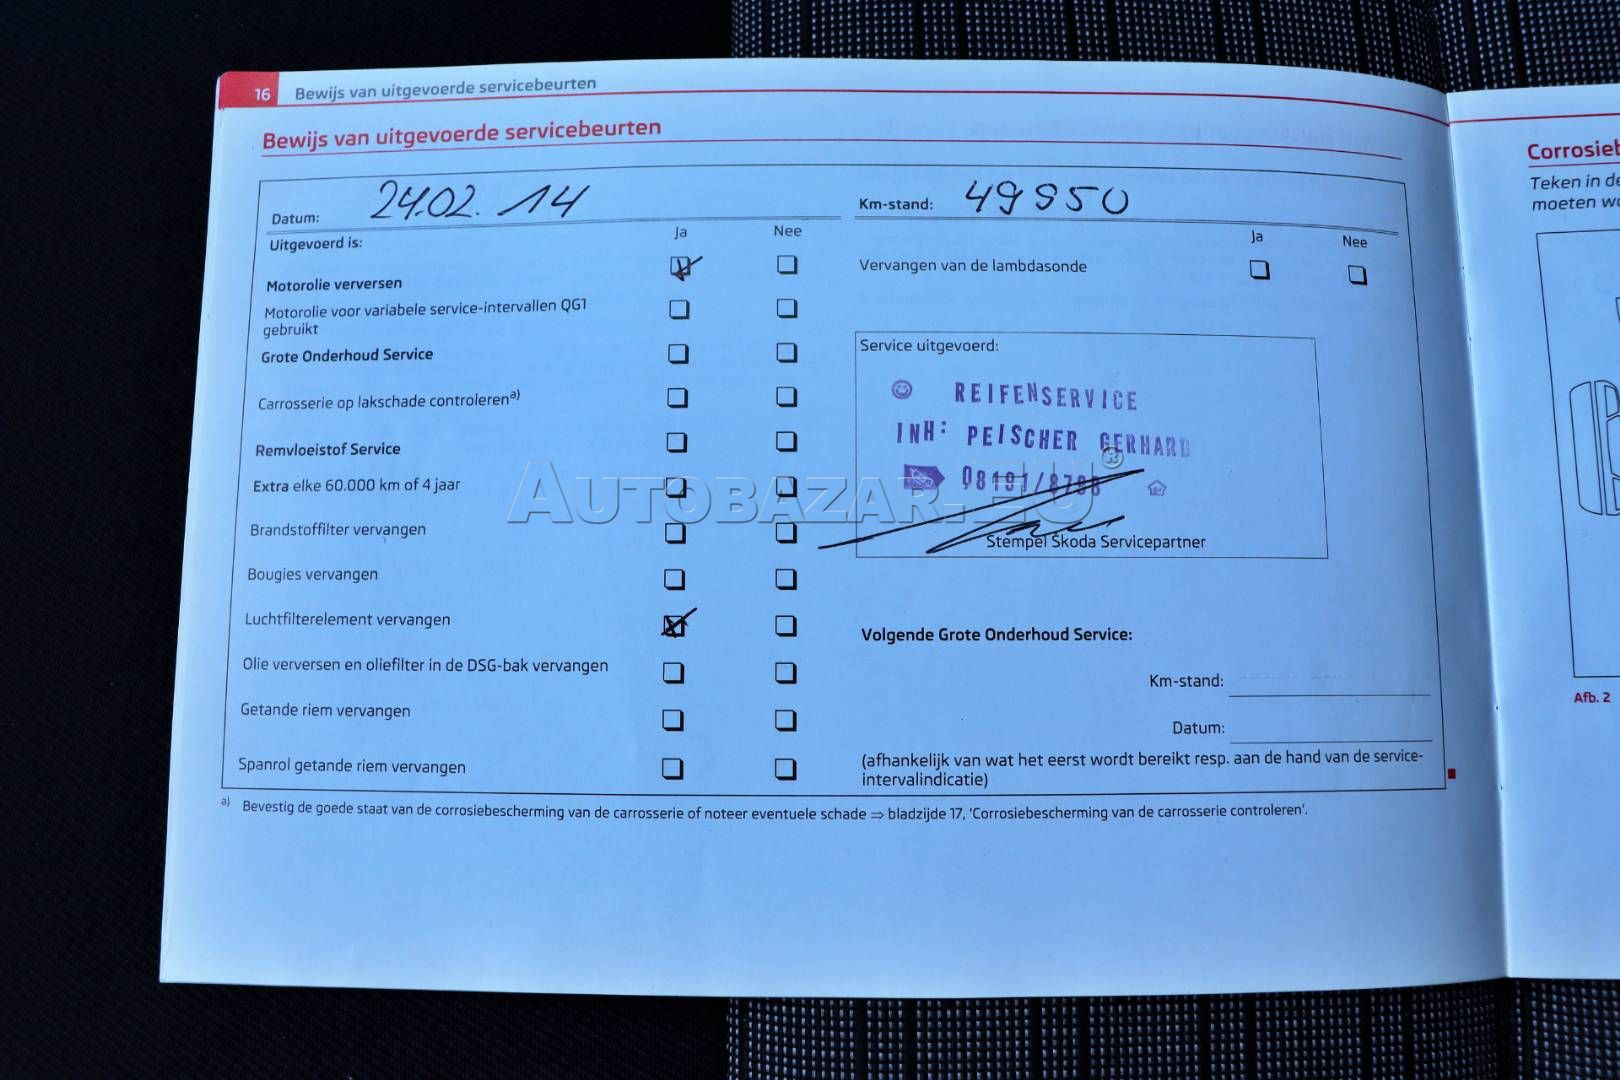 16 Bewijs van uitgevoerde servicebeurten
Bewijs van uitgevoerde servicebeurten
Datum: 24.02.14
Km-stand: 49950
Uitgevoerd is:
Ja Nee
Ja Nee
Motorolie verversen
Vervangen van de lambdasonde
Motorolie voor variabele service-intervallen QG1
gebruikt
Grote Onderhoud Service
Carrosserie op lakschade controleren a)
Remvloeistof Service
Extra elke 60.000 km of 4 jaar
Brandstoffilter vervangen
Bougies vervangen
Luchtfilterelement vervangen
Olie verversen en oliefilter in de DSG-bak vervangen
Getande riem vervangen
Spanrol getande riem vervangen
Service uitgevoerd:
REIFENSERVICE
INH: PEISCHER GERHARD
Stempel Škoda Servicepartner
Volgende Grote Onderhoud Service:
Km-stand:
Datum:
(afhankelijk van wat het eerst wordt bereikt resp. aan de hand van de service-
intervalindicatie)
a) Bevestig de goede staat van de corrosiebescherming van de carrosserie of noteer eventuele schade ⇒ bladzijde 17, 'Corrosiebescherming van de carrosserie controleren'.
AUTOBAZAR.EU®
Teken in
moeten
Afb. 2